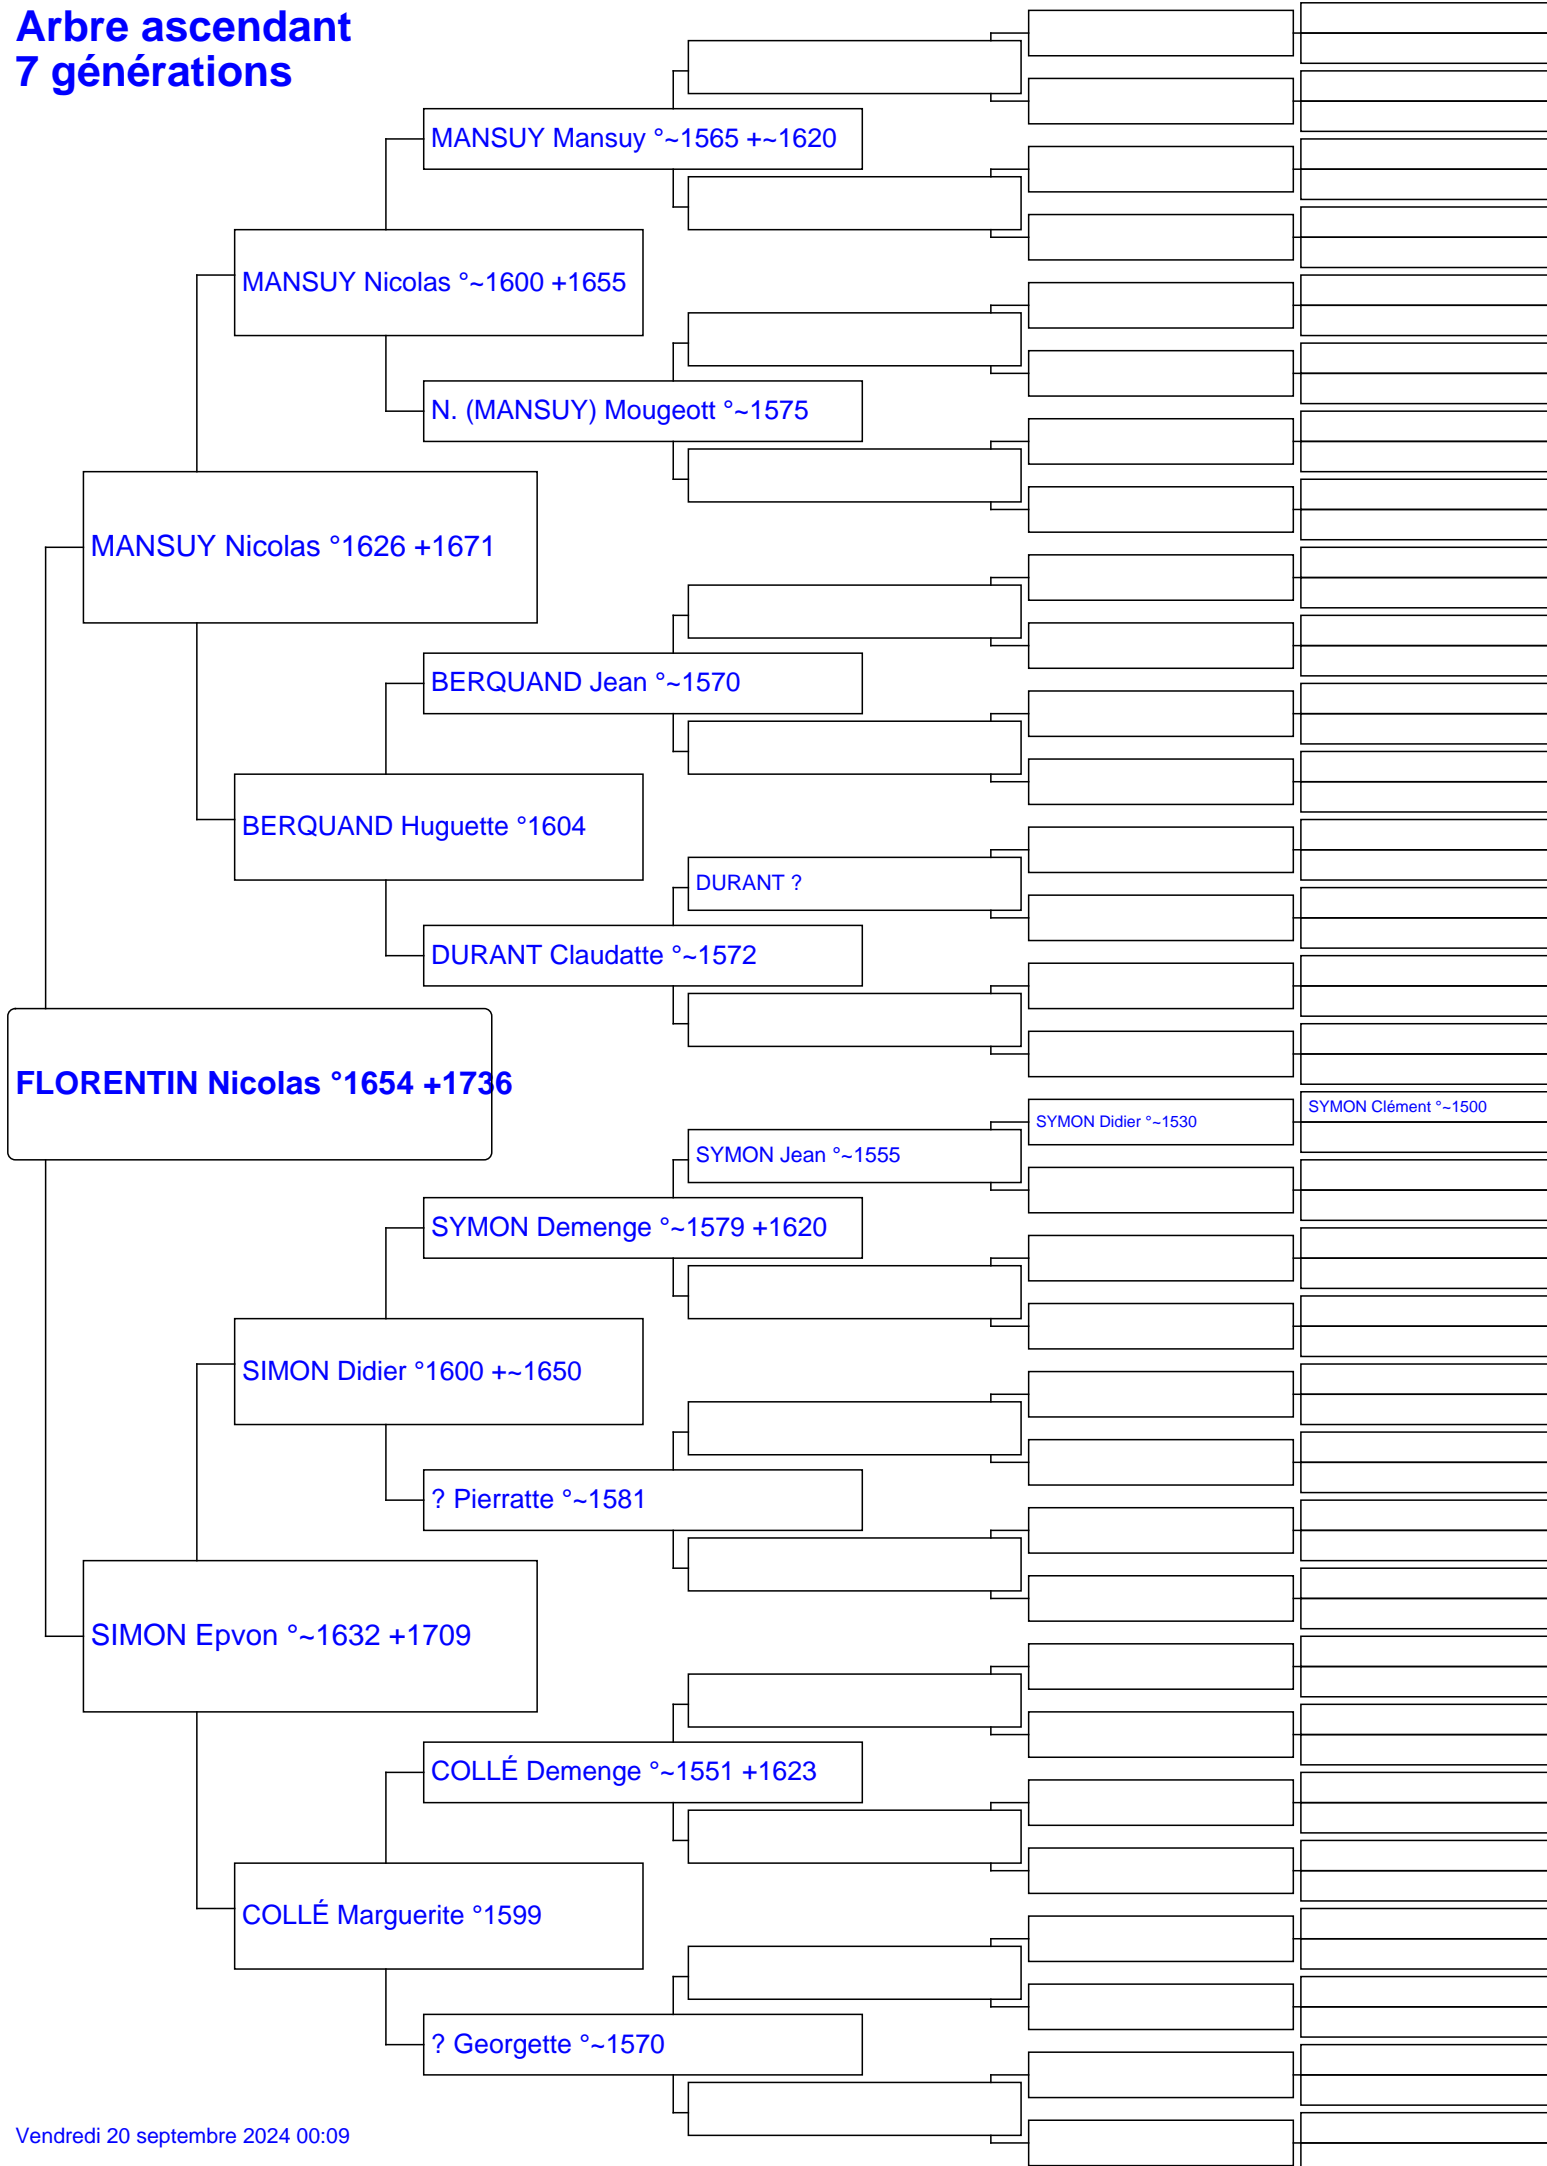 Arbre ascendant
7 générations
MANSUY Mansuy °~1565 +~1620
MANSUY Nicolas °~1600 +1655
N. (MANSUY) Mougeott °~1575
MANSUY Nicolas °1626 +1671
BERQUAND Jean °~1570
BERQUAND Huguette °1604
DURANT ?
DURANT Claudatte °~1572
FLORENTIN Nicolas °1654 +1736
SYMON Clément °~1500
SYMON Didier °~1530
SYMON Jean °~1555
SYMON Demenge °~1579 +1620
SIMON Didier °1600 +~1650
? Pierratte °~1581
SIMON Epvon °~1632 +1709
COLLÉ Demenge °~1551 +1623
COLLÉ Marguerite °1599
? Georgette °~1570
Vendredi 20 septembre 2024 00:09